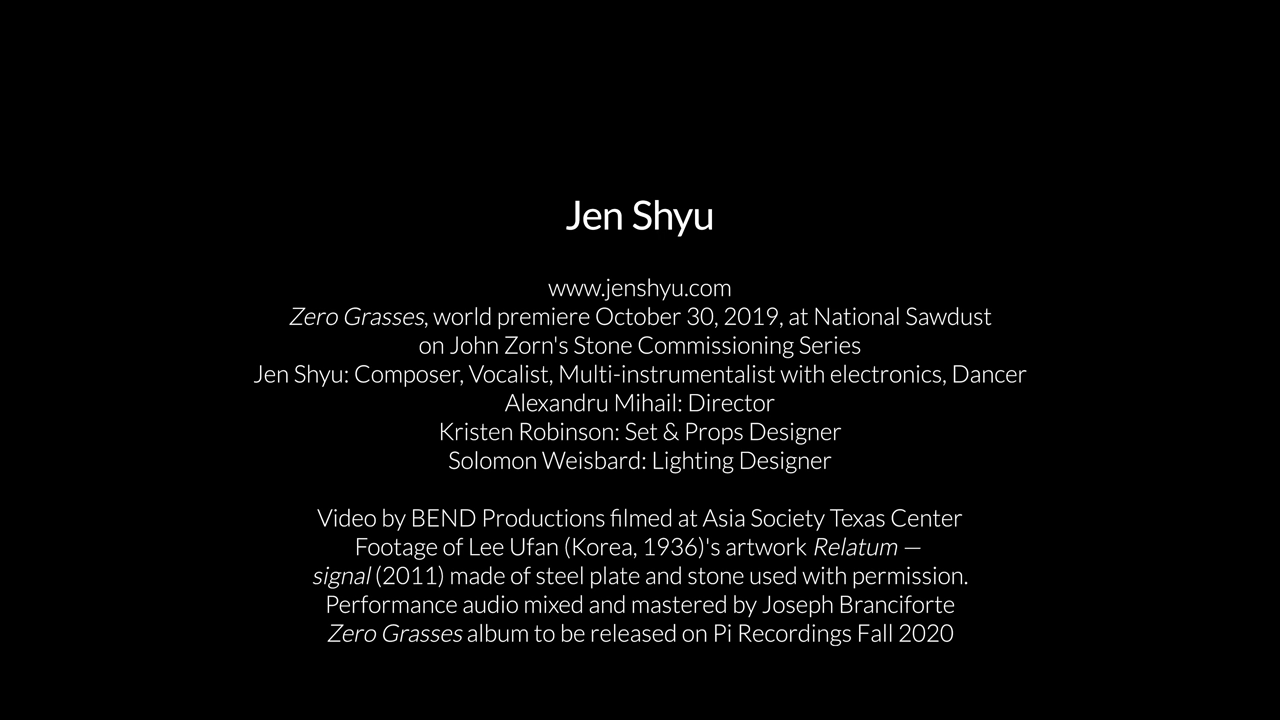 Jen Shyu
www.jenshyu.com
Zero Grasses, world premiere October 30, 2019, at National Sawdust
on John Zorn's Stone Commissioning Series
Jen Shyu: Composer, Vocalist, Multi-instrumentalist with electronics, Dancer
Alexandru Mihail: Director
Kristen Robinson: Set & Props Designer
Solomon Weisbard: Lighting Designer
Video by BEND Productions filmed at Asia Society Texas Center
Footage of Lee Ufan (Korea, 1936)'s artwork Relatum —
signal (2011) made of steel plate and stone used with permission.
Performance audio mixed and mastered by Joseph Branciforte
Zero Grasses album to be released on Pi Recordings Fall 2020